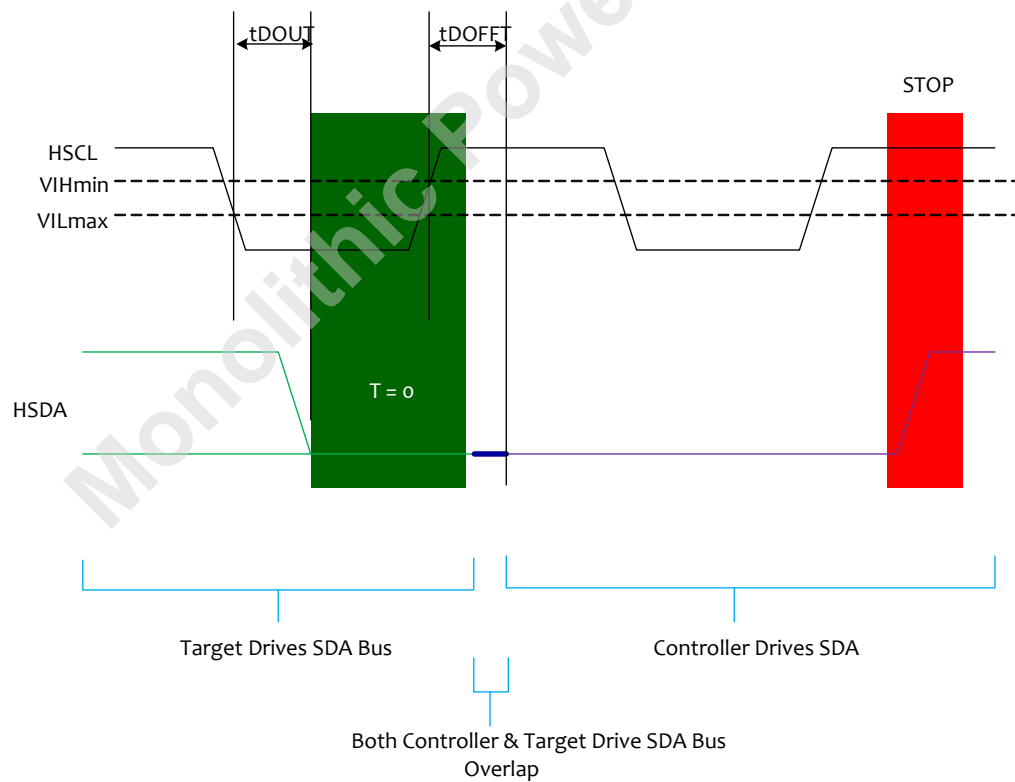 tDOUT
tDOFFT
STOP
HSCL
VIHmin
VILmax
T = 0
HSDA
Target Drives SDA Bus
Controller Drives SDA
Both Controller & Target Drive SDA Bus
Overlap
Monolithic Powe